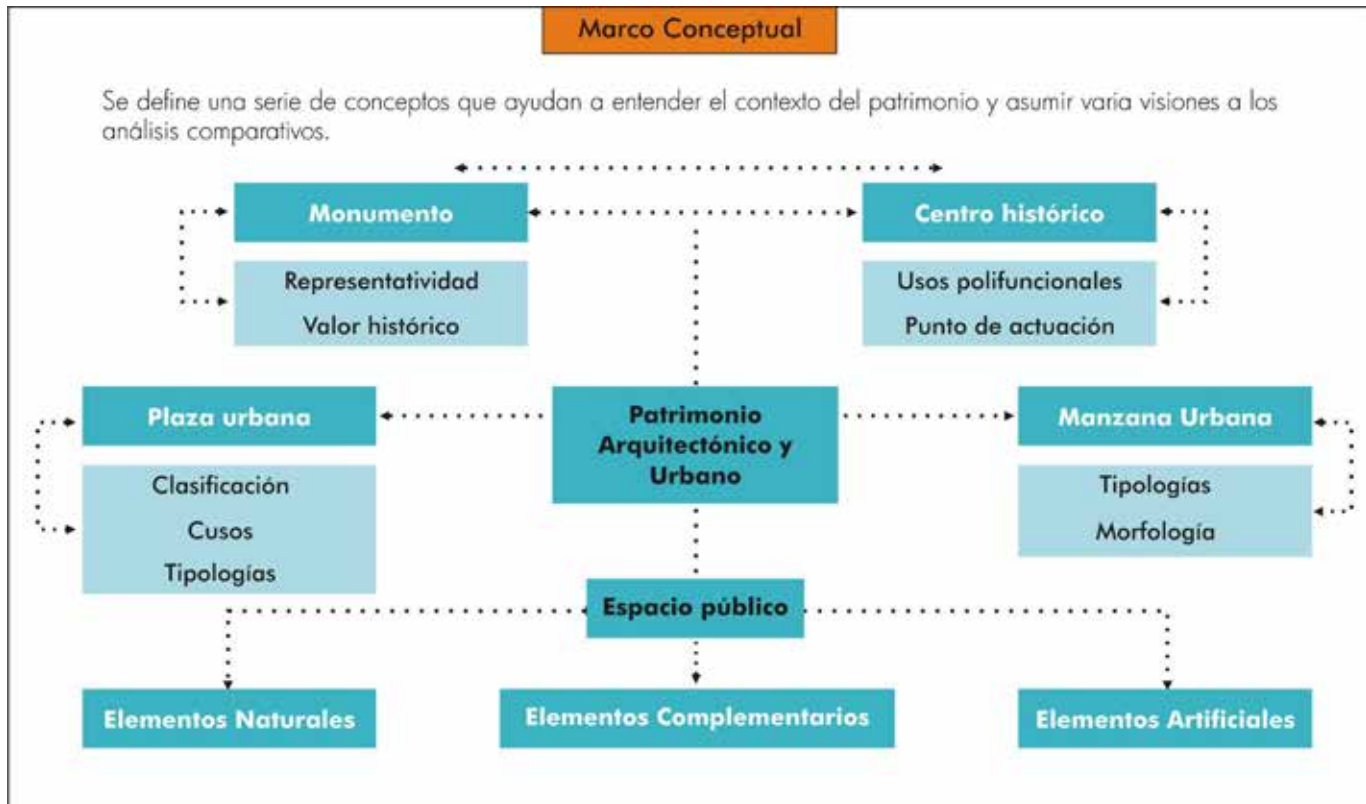 Marco Conceptual
Se define una serie de conceptos que ayudan a entender el contexto del patrimonio y asumir varia visiones a los
análisis comparativos.
Monumento
Centro histórico
Representatividad
Valor histórico
Usos polifuncionales
Punto de actuación
Plaza urbana
Patrimonio
Arquitectónico y
Urbano
Manzana Urbana
Clasificación
Cusos
Tipologías
Tipologías
Morfología
Espacio público
Elementos Naturales
Elementos Complementarios
Elementos Artificiales